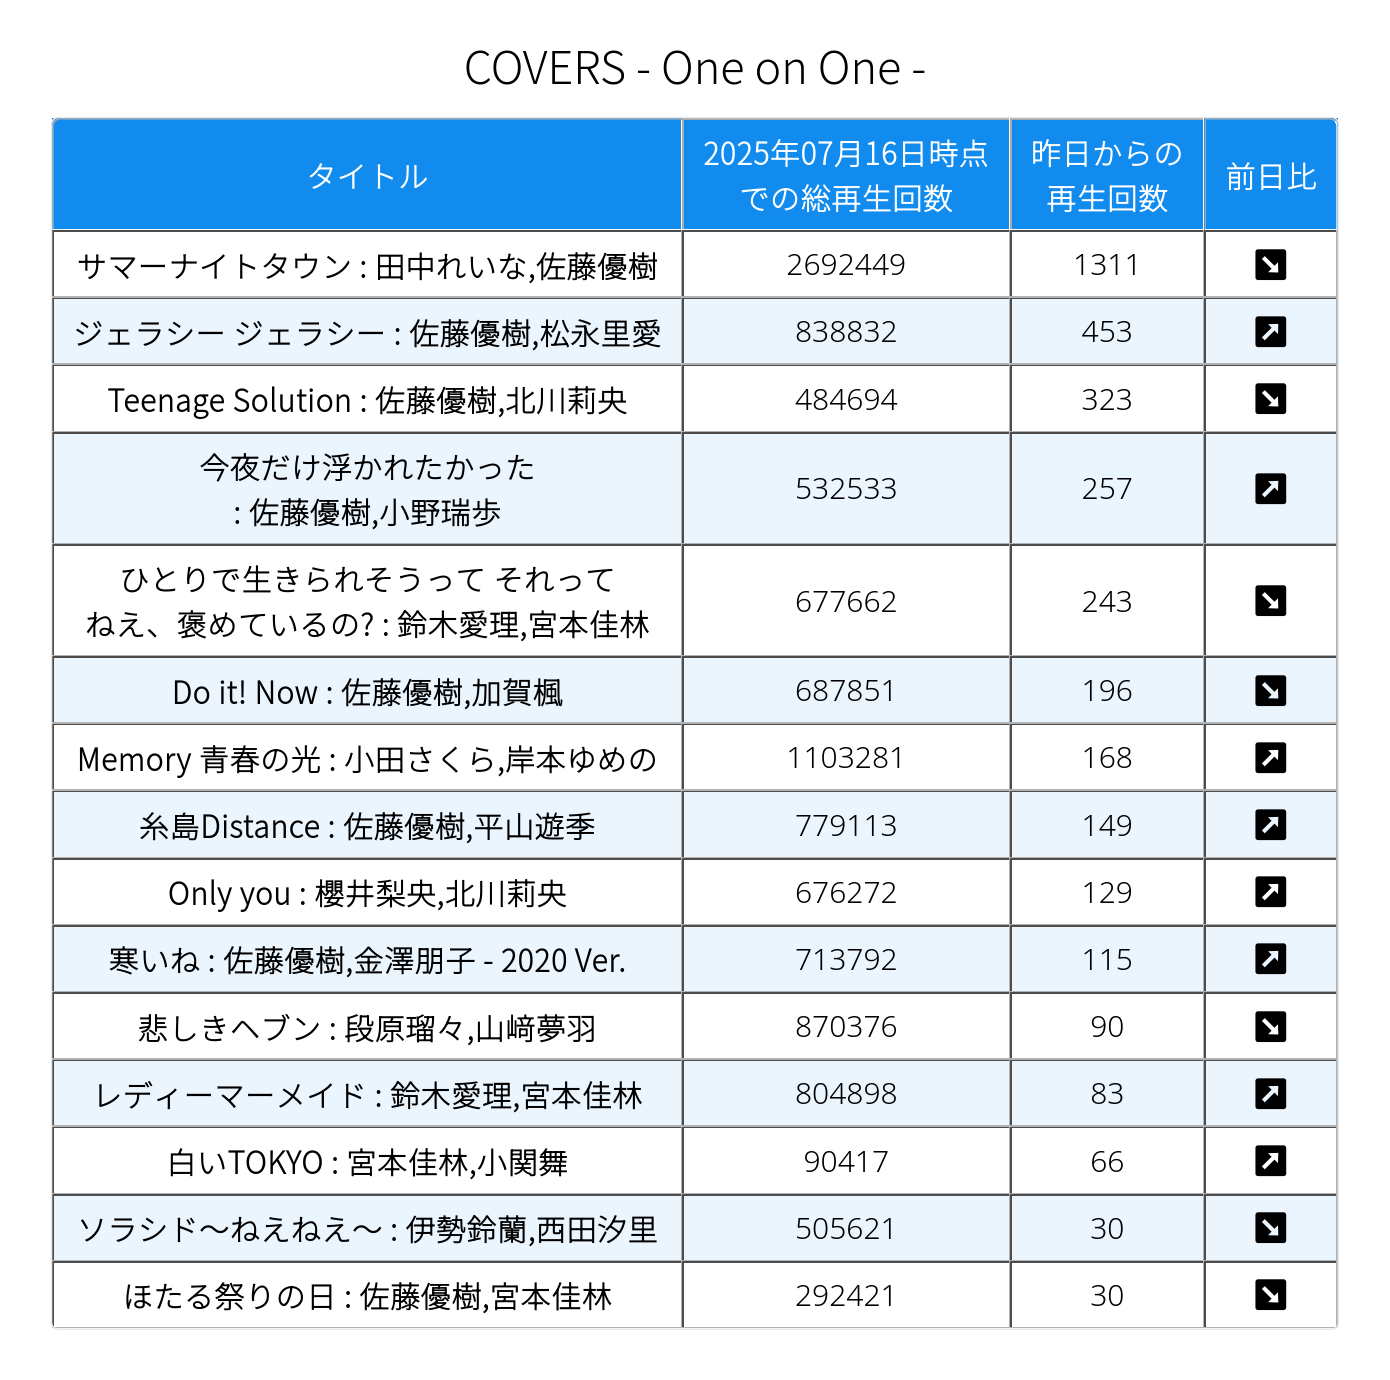 COVERS - One on One -
タイトル
2025年07月16日時点
での総再生回数
昨日からの
再生回数
前日比
サマーナイトタウン : 田中れいな,佐藤優樹
2692449
1311
ジェラシー ジェラシー : 佐藤優樹,松永里愛
838832
453
Teenage Solution : 佐藤優樹,北川莉央
484694
323
今夜だけ浮かれたかった
: 佐藤優樹,小野瑞歩
532533
257
ひとりで生きられそうって それって
ねえ、褒めているの? : 鈴木愛理,宮本佳林
677662
243
Do it! Now : 佐藤優樹,加賀楓
687851
196
Memory 青春の光 : 小田さくら,岸本ゆめの
1103281
168
糸島Distance : 佐藤優樹,平山遊季
779113
149
Only you : 櫻井梨央,北川莉央
676272
129
寒いね : 佐藤優樹,金澤朋子 - 2020 Ver.
713792
115
悲しきヘブン : 段原瑠々,山﨑夢羽
870376
90
レディーマーメイド : 鈴木愛理,宮本佳林
804898
83
白いTOKYO : 宮本佳林,小関舞
90417
66
ソラシド〜ねえねえ〜 : 伊勢鈴蘭,西田汐里
505621
30
ほたる祭りの日 : 佐藤優樹,宮本佳林
292421
30